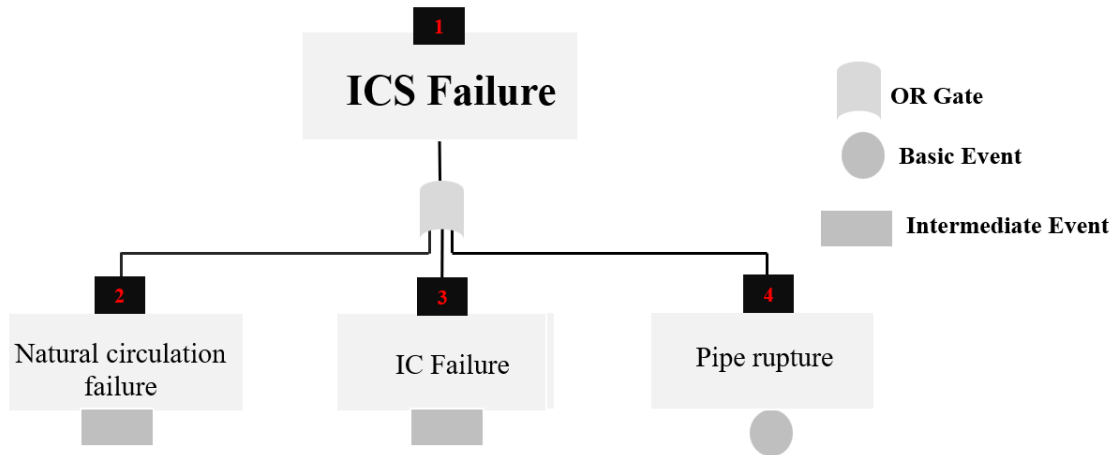 1
ICS Failure
OR Gate
Basic Event
Intermediate Event
2
3
4
Natural circulation
failure
IC Failure
Pipe rupture